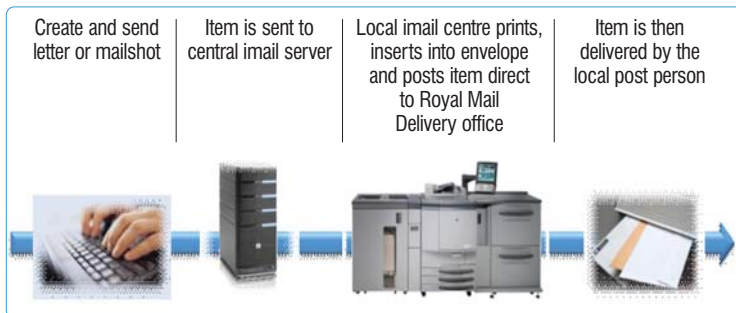 Create and send
letter or mailshot
Item is sent to
central imail server
Local imail centre prints,
inserts into envelope
and posts item direct
to Royal Mail
Delivery office
Item is then
delivered by the
local post person